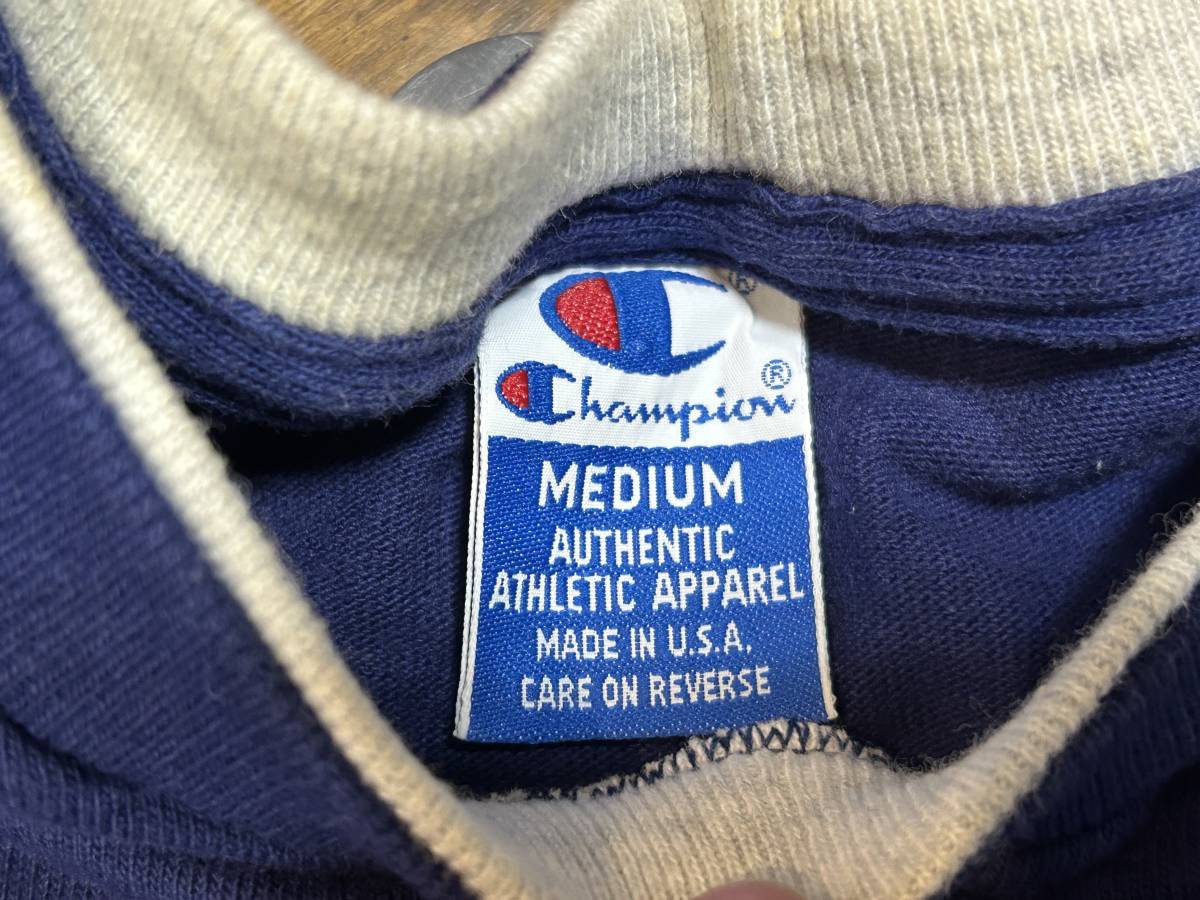 ®
Champion®
MEDIUM
AUTHENTIC
ATHLETIC APPAREL
MADE IN U.S.A.
CARE ON REVERSE